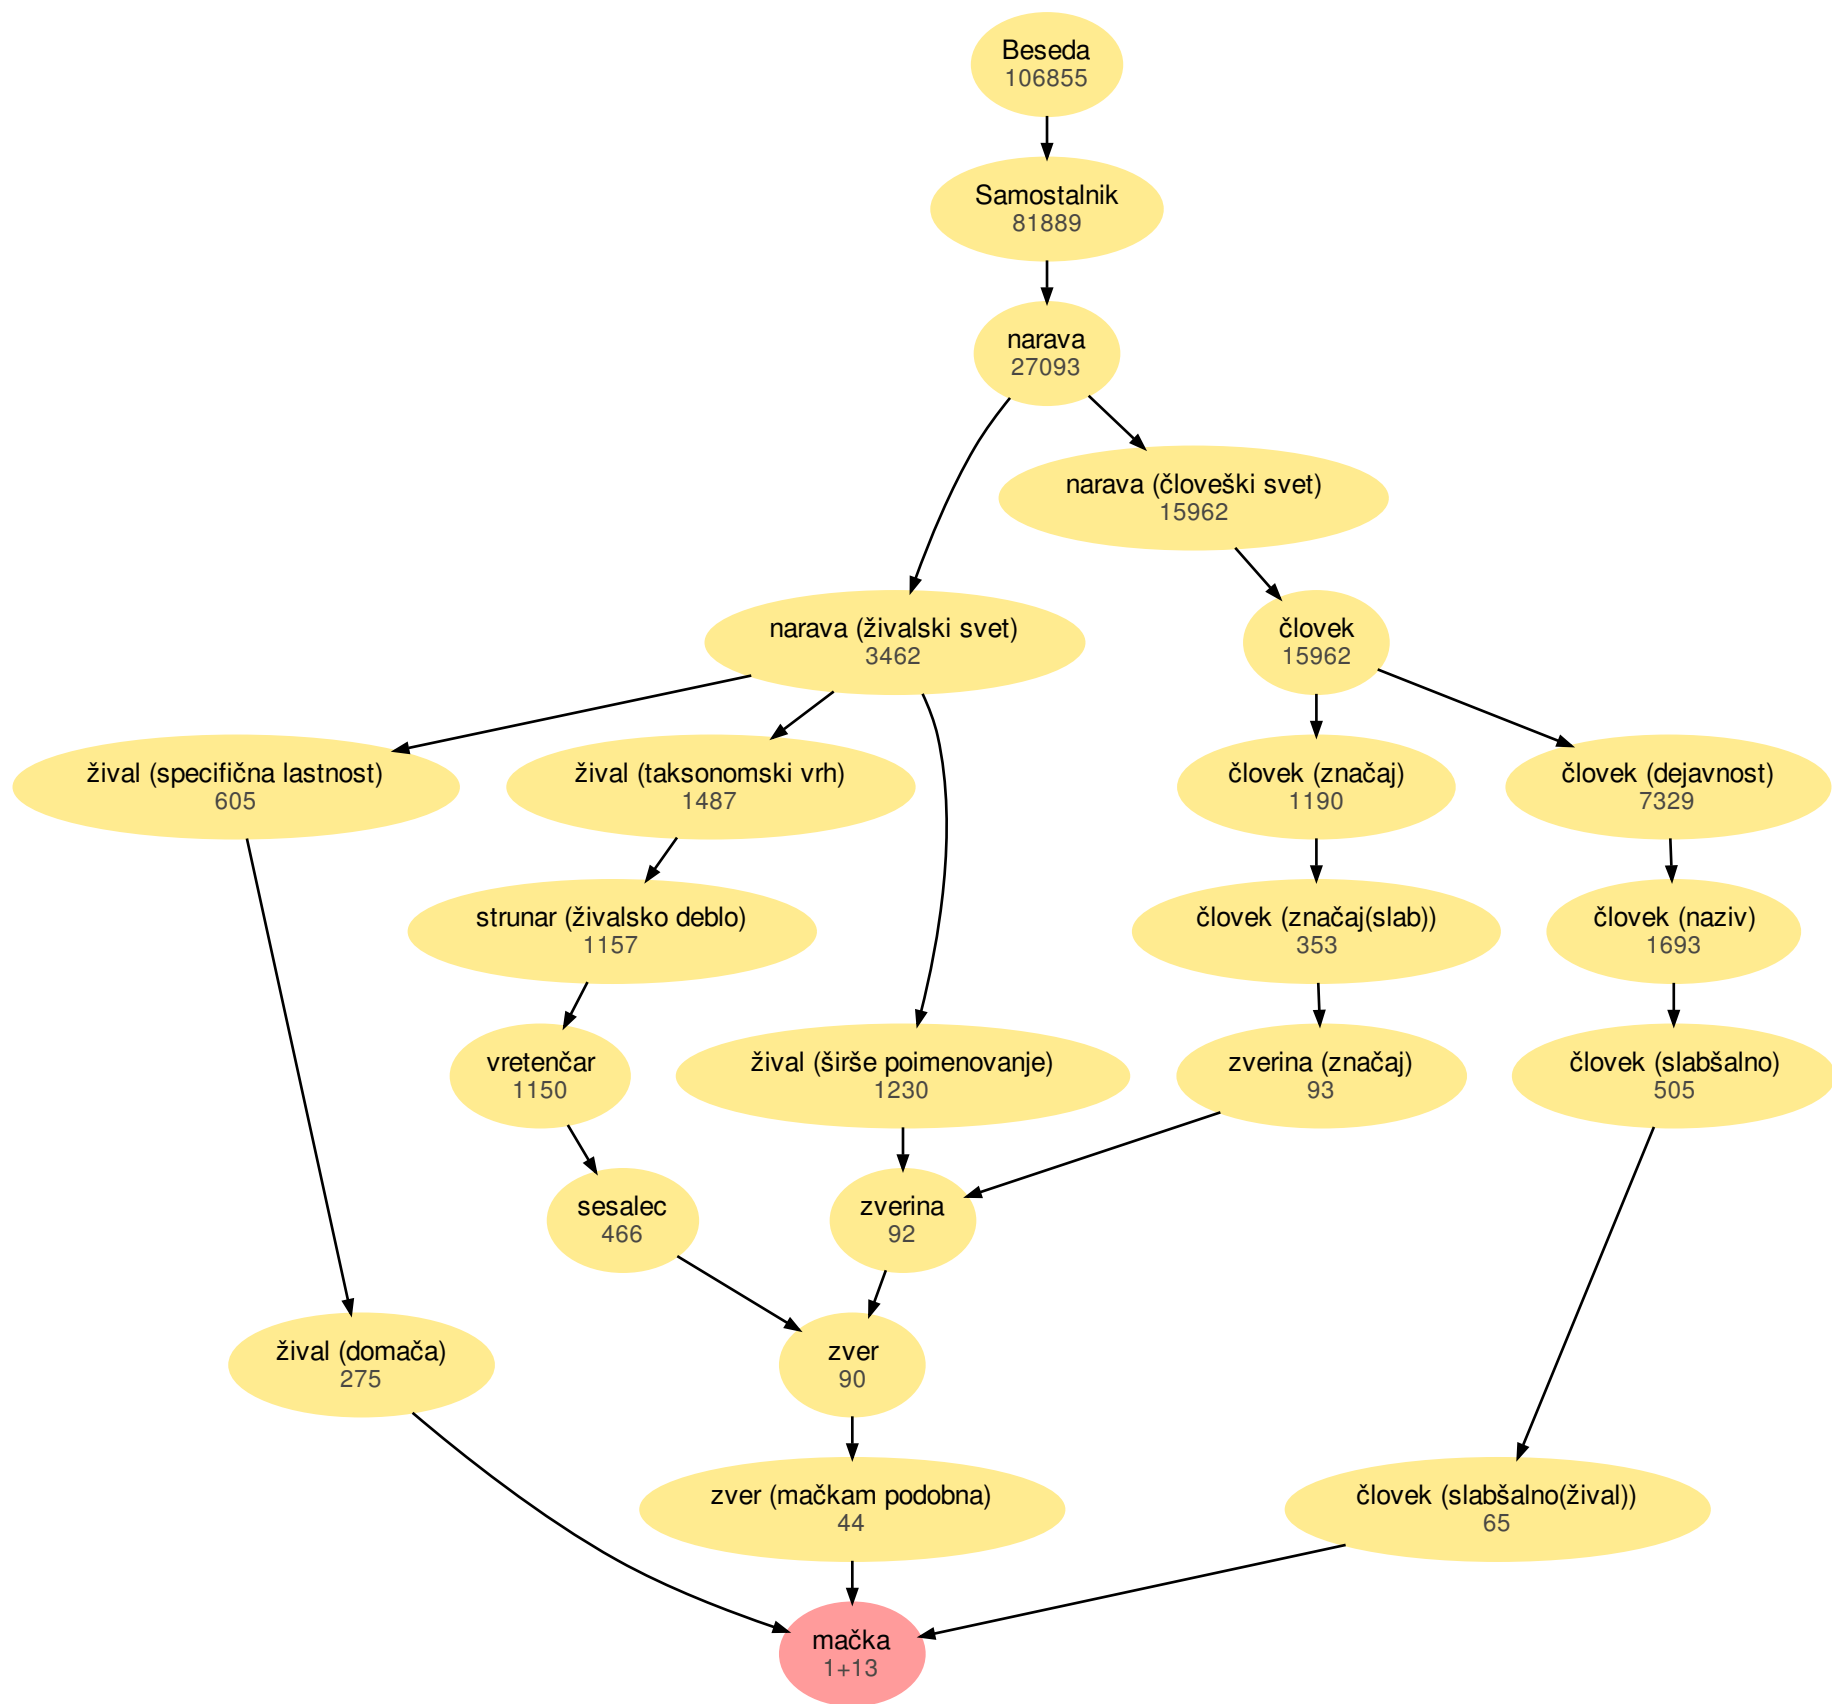 Beseda
106855
Samostalnik
81889
narava
27093
narava (človeški svet)
15962
narava (živalski svet)
3462
človek
15962
žival (specifična lastnost)
605
žival (taksonomski vrh)
1487
človek (značaj)
1190
človek (dejavnost)
7329
strunar (živalsko deblo)
1157
človek (značaj(slab))
353
človek (naziv)
1693
vretenčar
1150
žival (širše poimenovanje)
1230
zverina (značaj)
93
človek (slabšalno)
505
sesalec
466
zverina
92
žival (domača)
275
zver
90
zver (mačkam podobna)
44
človek (slabšalno(žival))
65
mačka
1+13